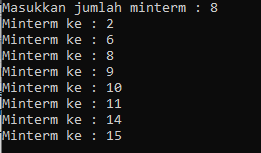 Masukkan jumlah minterm : 8
Minterm ke : 2
Minterm ke : 6
Minterm ke : 8
Minterm ke : 9
Minterm ke : 10
Minterm ke : 11
Minterm ke : 14
Minterm ke : 15